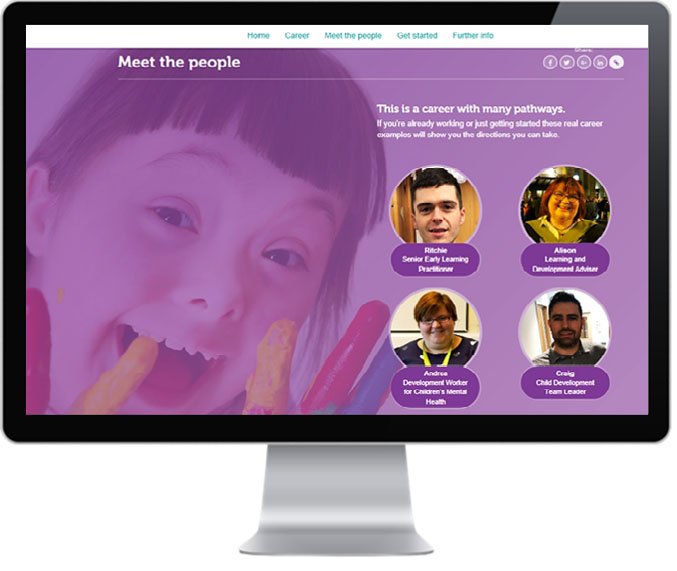 Home Career Meet the people Get started Further info
Share:
Meet the people
This is a career with many pathways.
If you're already working or just getting started these real career
examples will show you the directions you can take.
Ritchie
Senior Early Learning
Practitioner
Alison
Learning and
Development Adviser
Andrea
Development Worker
for Children's Mental
Health
Craig
Child Development
Team Leader